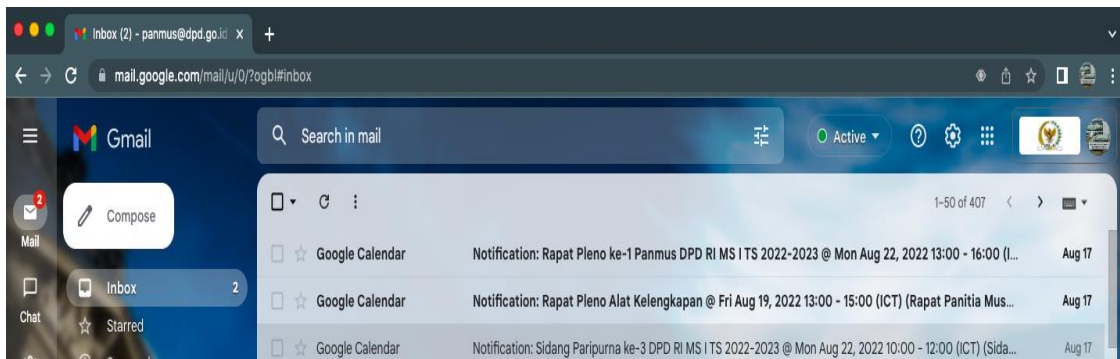 Inbox (2) - panmus@dpd.go.id
mail.google.com/mail/u/0/?ogbl#inbox
Gmail
Search in mail
Active
2
Mail
Compose
1-50 of 407
Google Calendar Notification: Rapat Pleno ke-1 Panmus DPD RI MS I TS 2022-2023 @ Mon Aug 22, 2022 13:00 - 16:00 (I... Aug 17
Inbox 2
Google Calendar Notification: Rapat Pleno Alat Kelengkapan @ Fri Aug 19, 2022 13:00 - 15:00 (ICT) (Rapat Panitia Mus... Aug 17
Chat
Starred
Google Calendar Notification: Sidang Paripurna ke-3 DPD RI MS I TS 2022-2023 @ Mon Aug 22, 2022 10:00 - 12:00 (ICT) (Sida... Aug 17